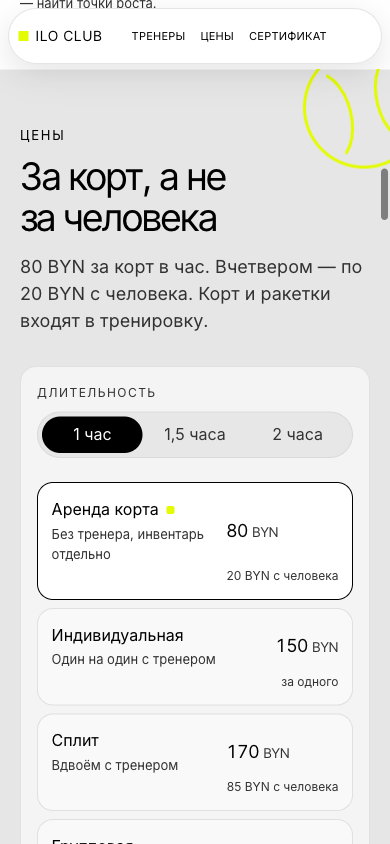 — найти точки роста.
ILO CLUB ТРЕНЕРЫ ЦЕНЫ СЕРТИФИКАТ
ЦЕНЫ
За корт, а не
за человека
80 BYN за корт в час. Вчетвером — по
20 BYN с человека. Корт и ракетки
входят в тренировку.
ДЛИТЕЛЬНОСТЬ
1 час 1,5 часа 2 часа
Аренда корта
Без тренера, инвентарь
отдельно
80 BYN
20 BYN с человека
Индивидуальная
Один на один с тренером
150 BYN
за одного
Сплит
Вдвоём с тренером
170 BYN
85 BYN с человека
Групповая